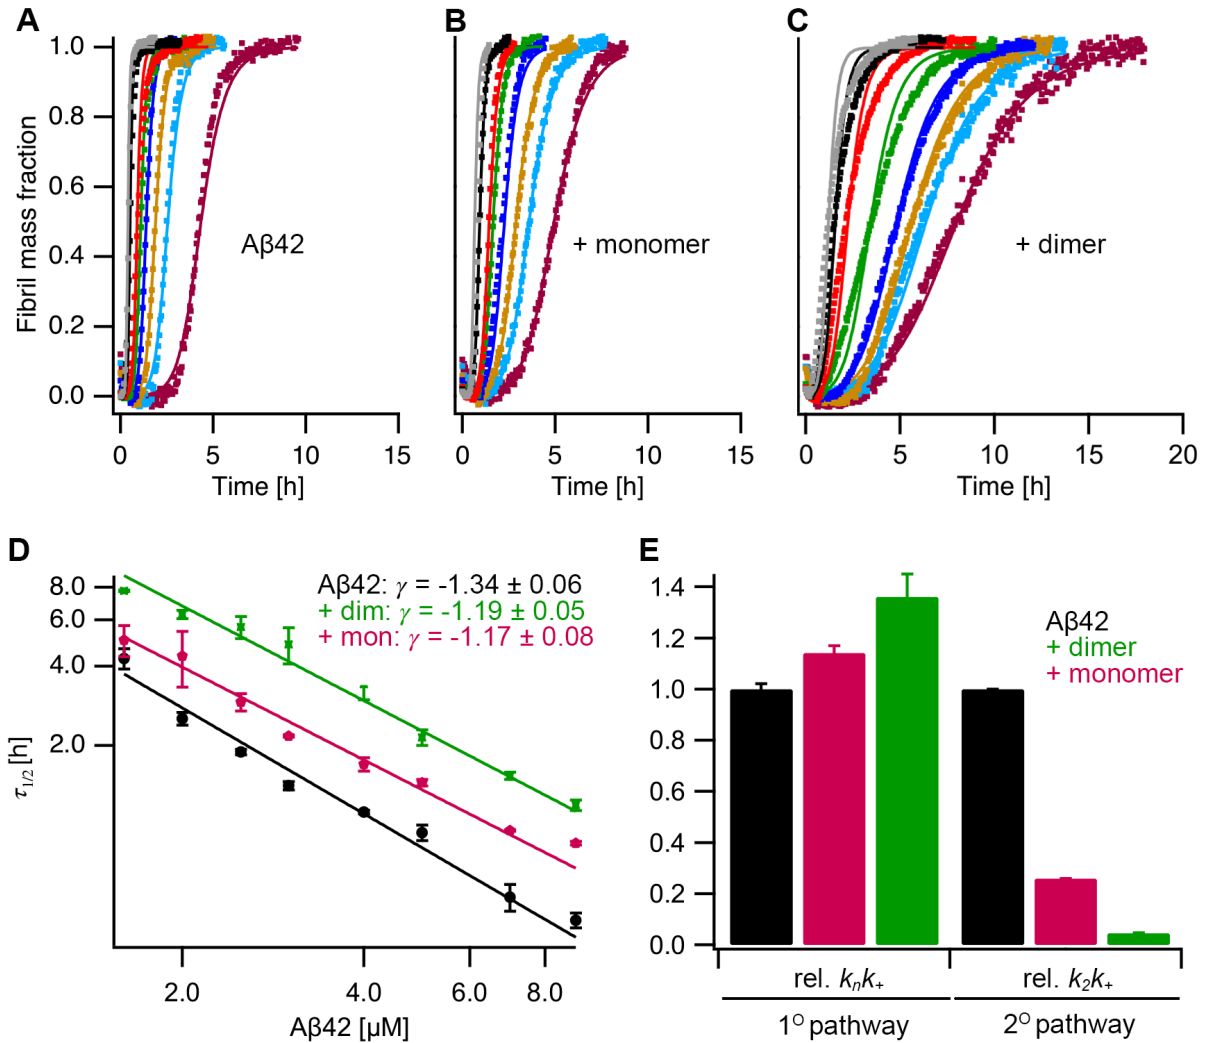 A
B
C
1.0
0.8
0.6
0.4
0.2
0.0
Fibril mass fraction
Aβ42
+ monomer
+ dimer
0 5 10 15
0 5 10 15
0 5 10 15 20
Time [h]
Time [h]
Time [h]
D
8.0
6.0
4.0
2.0
τ1/2 [h]
Aβ42: γ = -1.34 ± 0.06
+ dim: γ = -1.19 ± 0.05
+ mon: γ = -1.17 ± 0.08
2.0 4.0 6.0 8.0
Aβ42 [µM]
E
1.4
1.2
1.0
0.8
0.6
0.4
0.2
0.0
Aβ42
+ dimer
+ monomer
rel. knk+ rel. k2k+
1O pathway 2O pathway